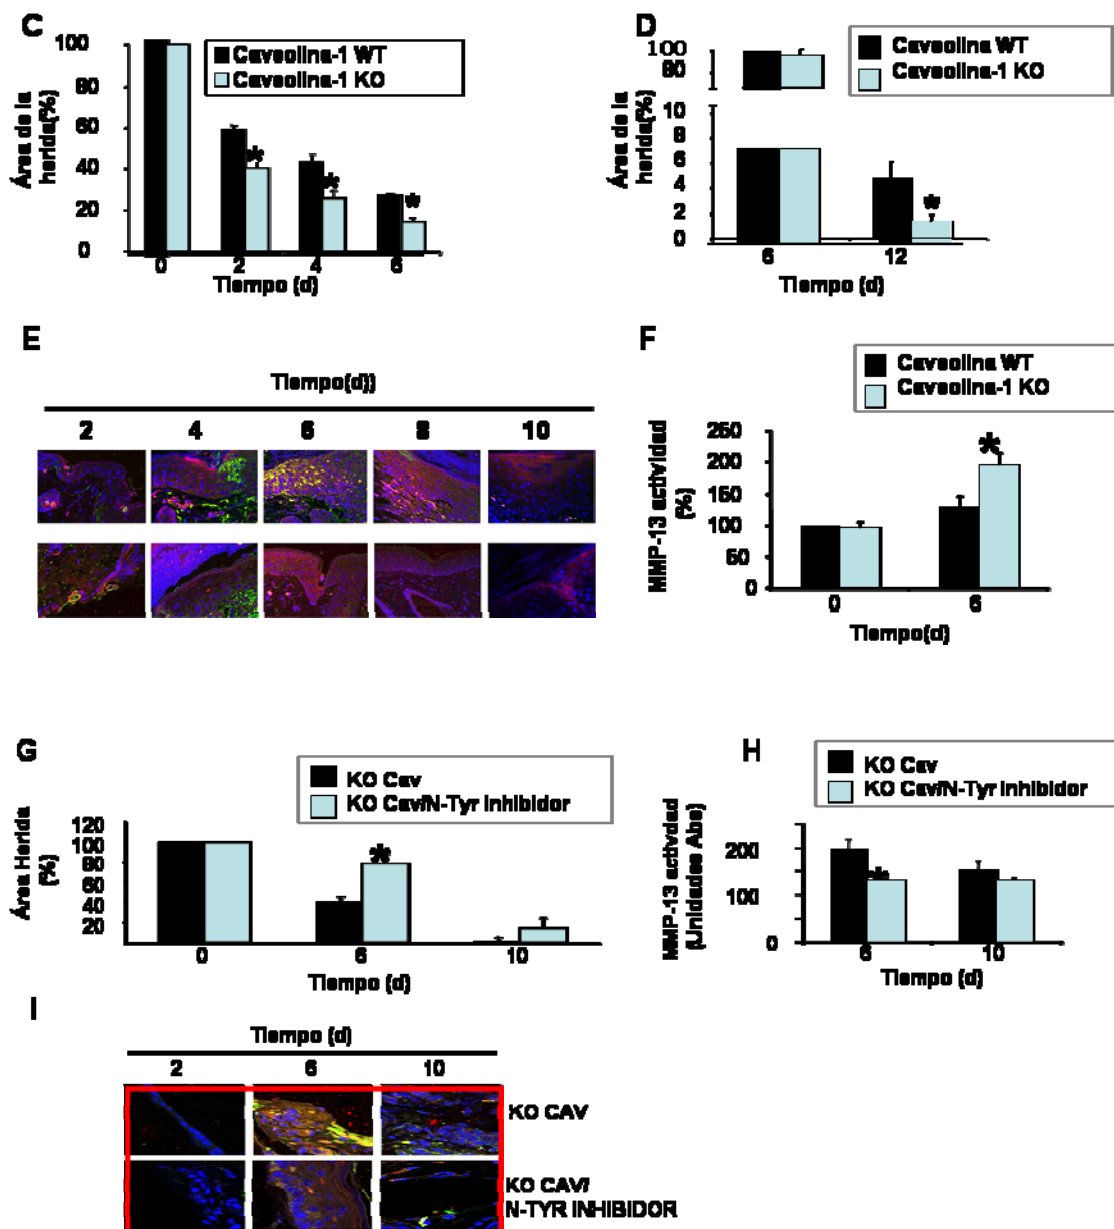 C
Área de la
herida(%)
100
80
60
40
20
0
Caveolina-1 WT
Caveolina-1 KO
*
*
*
0
2
4
6
Tiempo (d)
D
Área de la
herida(%)
100
80
10
8
6
4
2
0
Caveolina WT
Caveolina-1 KO
*
6
12
Tiempo (d)
E
Tiempo(d))
2
4
6
8
10
F
Caveolina WT
Caveolina-1 KO
MMP-13 actividad
(%)
250
200
150
100
50
0
*
0
6
Tiempo(d)
G
KO Cav
KO Cav/N-Tyr inhibidor
Área Herida
(%)
120
100
80
60
40
20
*
0
6
10
Tiempo (d)
H
KO Cav
KO Cav/N-Tyr inhibidor
MMP-13 activdad
(Unidades Abs)
200
100
0
*
6
10
Tiempo (d)
I
Tiempo (d)
2
6
10
KO CAV
KO CAV/
N-TYR INHIBIDOR